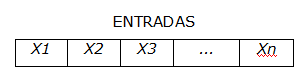 ENTRADAS
X1 X2 X3 ... Xn